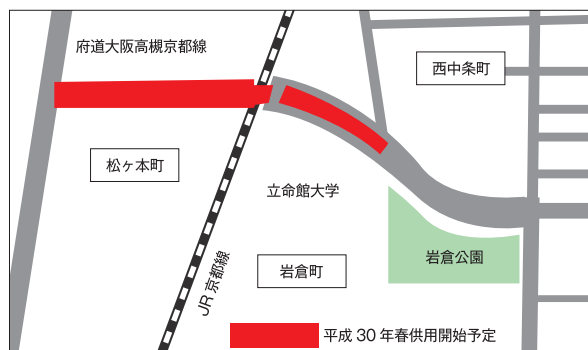 府道大阪高槻京都線
西中条町
松ヶ本町
立命館大学
岩倉公園
岩倉町
JR京都線
平成30年春供用開始予定